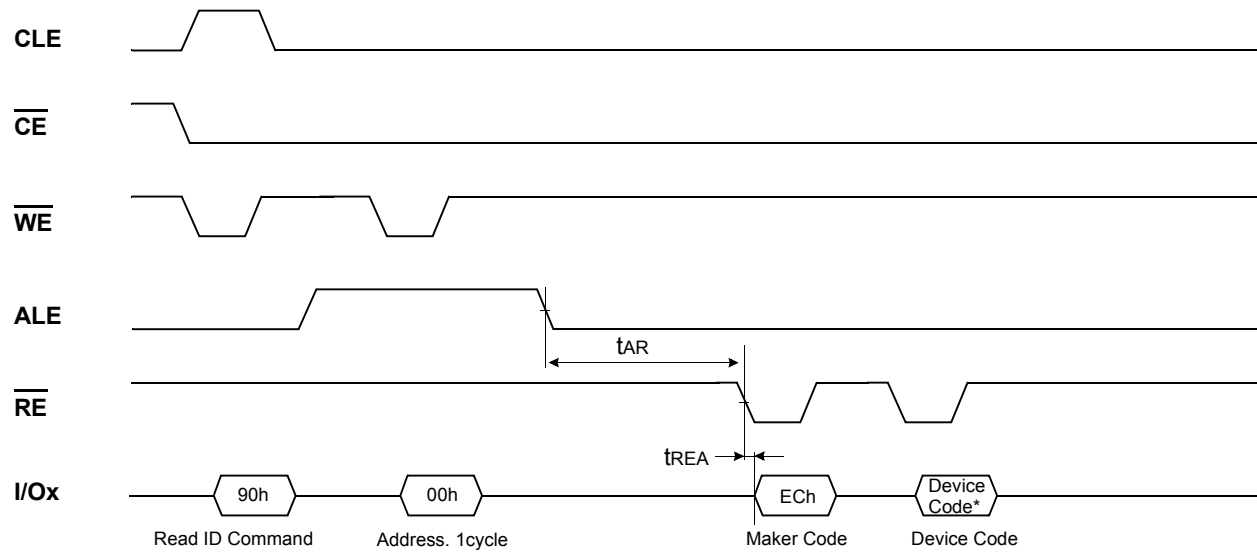 CLE
CE
WE
ALE
tAR
RE
tREA
I/Ox
90h
00h
ECh
Device
Code*
Read ID Command
Address. 1cycle
Maker Code
Device Code